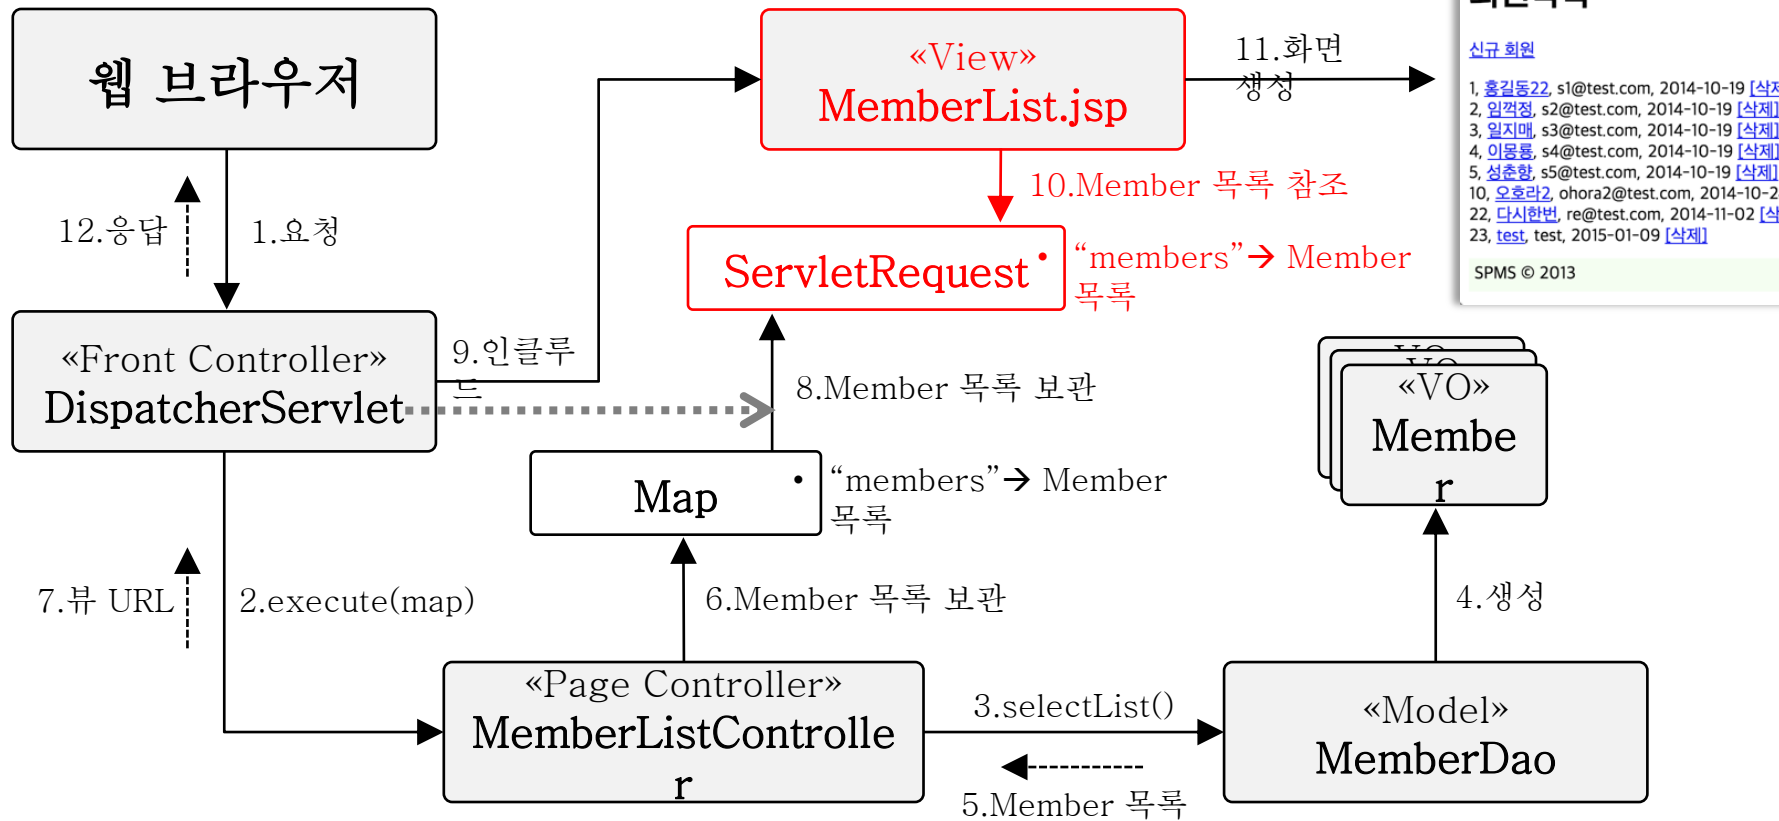 웹 브라우저
«View»
MemberList.jsp
11.화면
생성
신규 회원
1, 홍길동22, s1@test.com, 2014-10-19
2, 임꺽정, s2@test.com, 2014-10-19 [삭제]
3, 일지매, s3@test.com, 2014-10-19 [삭제]
4, 이몽룡, s4@test.com, 2014-10-19 [삭제]
5, 성춘향, s5@test.com, 2014-10-19 [삭제]
10, 오호라2, ohora2@test.com,
22, 다시한번, re@test.com, 2014-11-02
23, test, test, 2015-01-09 [삭제]
SPMS © 2013
12.응답
1.요청
10.Member 목록 참조
ServletRequest
• “members”→ Member
목록
«Front Controller»
DispatcherServlet
9.인클루
드
8.Member 목록 보관
Map
• “members”→ Member
목록
VO
VO
«VO»
Membe
r
7.뷰 URL
2.execute(map)
6.Member 목록 보관
4.생성
«Page Controller»
MemberListControlle
r
3.selectList()
5.Member 목록
«Model»
MemberDao